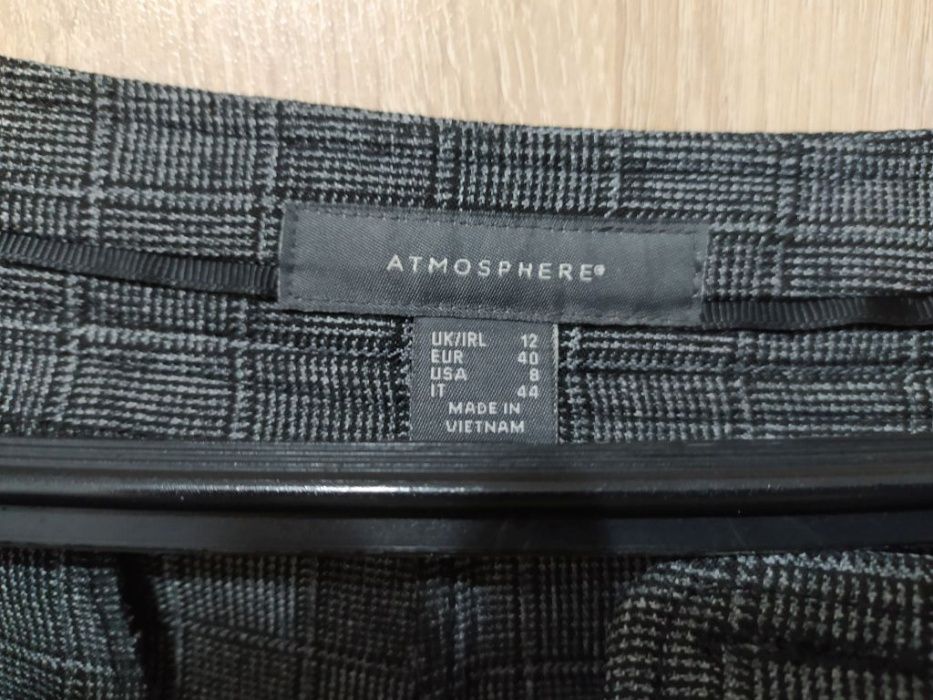 ATMOSPHERE®
UK/IRL 12
EUR 40
USA 8
IT 44
MADE IN
VIETNAM